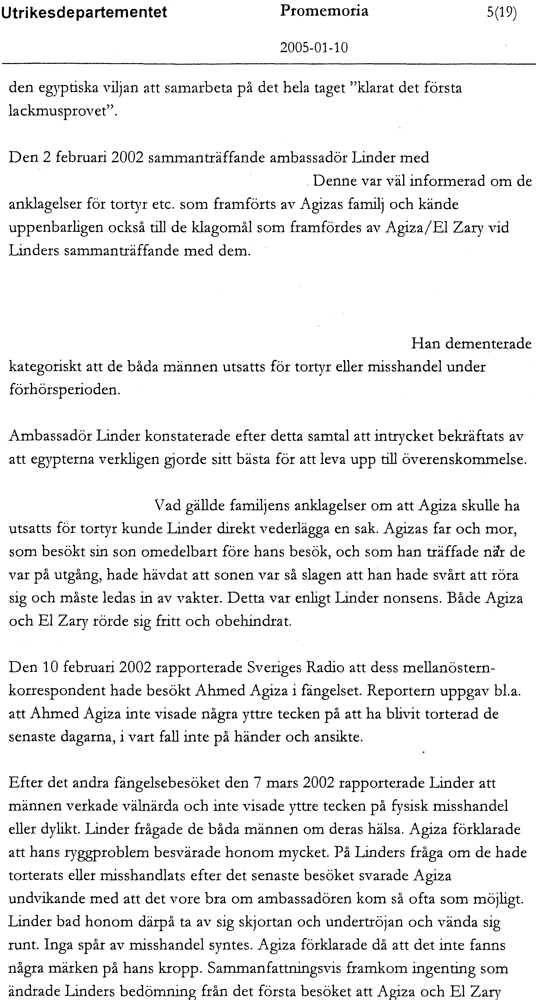 Utrikesdepartementet Promemoria 5(19)
2005-01-10
den egyptiska viljan att samarbeta på det hela taget ”klarat det första
lackmusprovet”.
Den 2 februari 2002 sammanträffande ambassadör Linder med
. Denne var väl informerad om de
anklagelser för tortyr etc. som framförts av Agizas familj och kände
uppenbarligen också till de klagomål som framfördes av Agiza/El Zary vid
Linders sammanträffande med dem.
Han dementerade
kategoriskt att de båda männen utsatts för tortyr eller misshandel under
förhörsperioden.
Ambassadör Linder konstaterade efter detta samtal att intrycket bekräftats av
att egypterna verkligen gjorde sitt bästa för att leva upp till överenskommelse.
Vad gällde familjens anklagelser om att Agiza skulle ha
utsatts för tortyr kunde Linder direkt vederlägga en sak. Agizas far och mor,
som besökt sin son omedelbart före hans besök, och som han träffade när de
var på utgång, hade hävdat att sonen var så slagen att han hade svårt att röra
sig och måste ledas in av vakter. Detta var enligt Linder nonsens. Både Agiza
och El Zary rörde sig fritt och obehindrat.
Den 10 februari 2002 rapporterade Sveriges Radio att dess mellanöstern-
korrespondent hade besökt Ahmed Agiza i fängelset. Reportern uppgav bl.a.
att Ahmed Agiza inte visade några yttre tecken på att ha blivit torterad de
senaste dagarna, i vart fall inte på händer och ansikte.
Efter det andra fängelsebesöket den 7 mars 2002 rapporterade Linder att
männen verkade välnärda och inte visade yttre tecken på fysisk misshandel
eller dylikt. Linder frågade de båda männen om deras hälsa. Agiza förklarade
att hans ryggproblem besvärade honom mycket. På Linders fråga om de hade
torterats eller misshandlats efter det senaste besöket svarade Agiza
undvikande med att det vore bra om ambassadören kom så ofta som möjligt.
Linder bad honom därpå ta av sig skjortan och undertröjan och vända sig
runt. Inga spår av misshandel syntes. Agiza förklarade då att det inte fanns
några märken på hans kropp. Sammanfattningsvis framkom ingenting som
ändrade Linders bedömning från det första besöket att Agiza och El Zary